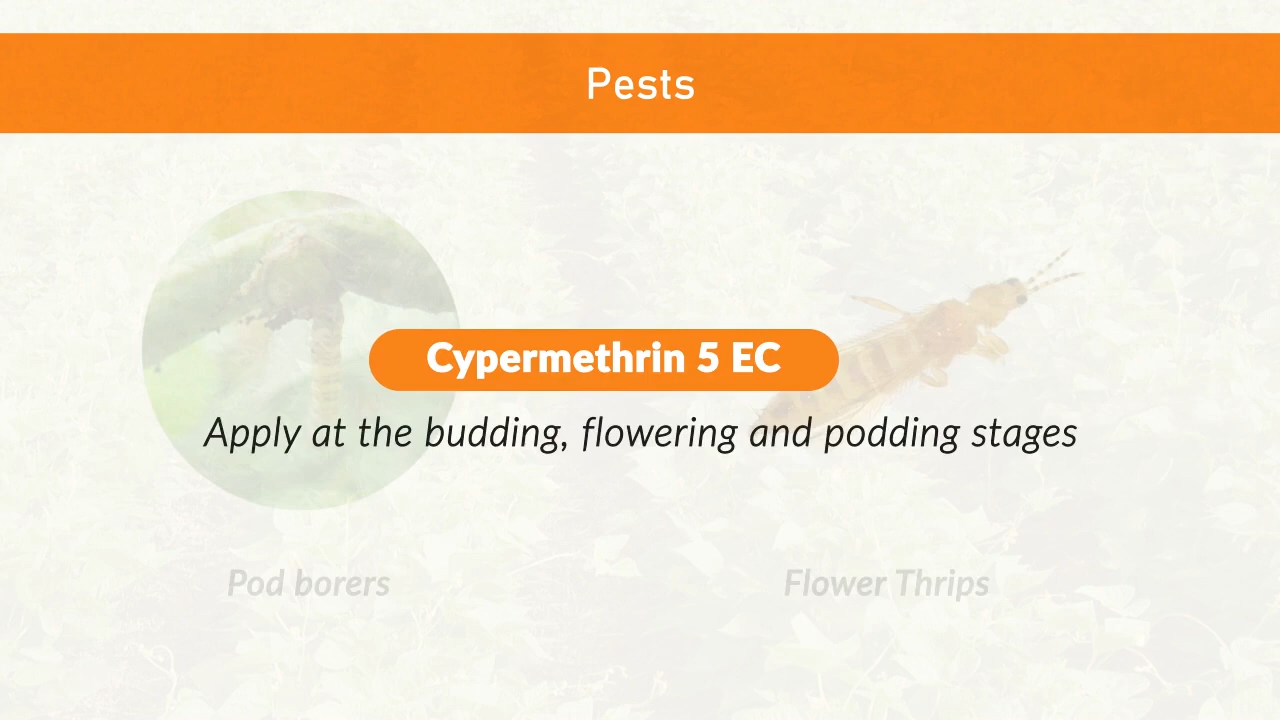 Pests
Cypermethrin 5 EC
Apply at the budding, flowering and podding stages
Pod borers
Flower Thrips